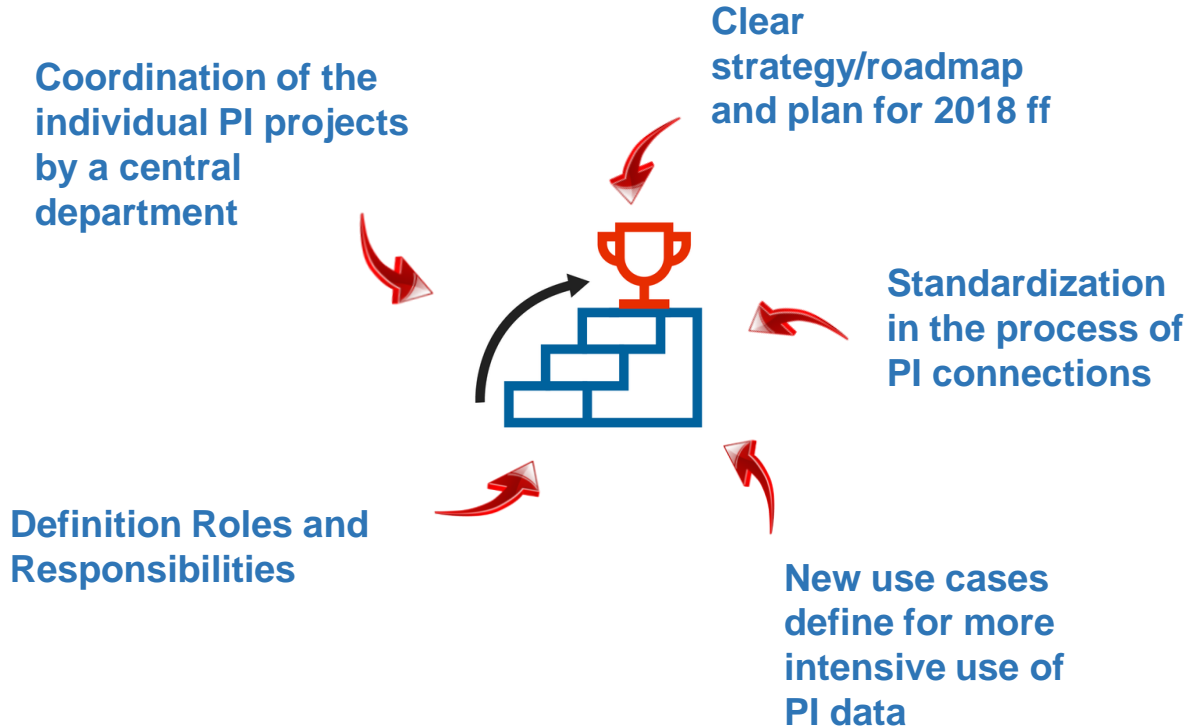 Clear
strategy/roadmap
and plan for 2018 ff
Coordination of the
individual PI projects
by a central
department
Standardization
in the process of
PI connections
Definition Roles and
Responsibilities
New use cases
define for more
intensive use of
PI data